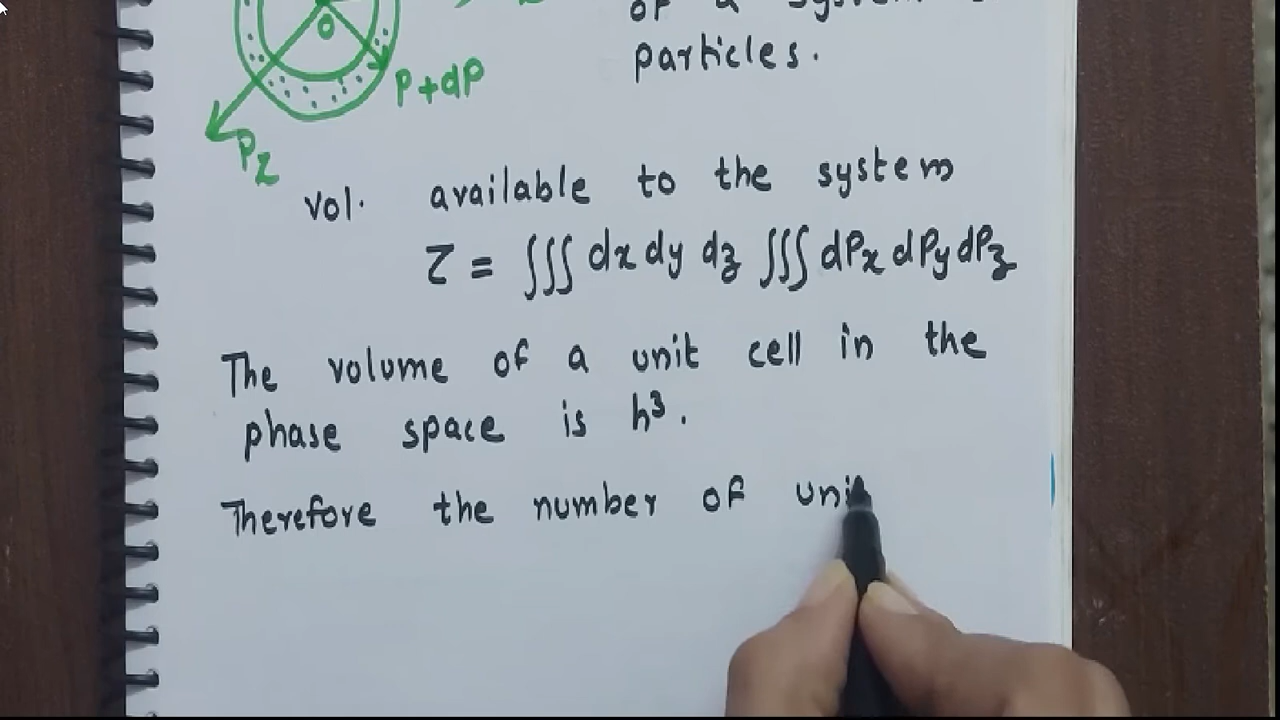 O
particles.
P+dP
Pz
Vol. available to the system
τ = ∭ dx dy dz ∭ dPx dPy dPz
The volume of a unit cell in the
phase space is h³.
Therefore the number of uni